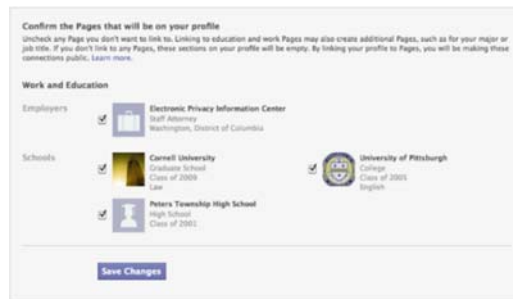 Confirm the Pages that will be on your profile
Uncheck any Page you don't want to link to. Linking to education and work Pages may also create additional Pages, such as for your major or
job title. If you don't link to any Pages, these sections on your profile will be empty. By linking your profile to Pages, you will be making these
connections public. Learn more.
Work and Education
Employers
Electronic Privacy Information Center
Staff Attorney
Washington, District of Columbia
Schools
Cornell University
Graduate School
Class of 2009
Law
University of Pittsburgh
College
Class of 2005
English
Peters Township High School
High School
Class of 2001
Save Changes